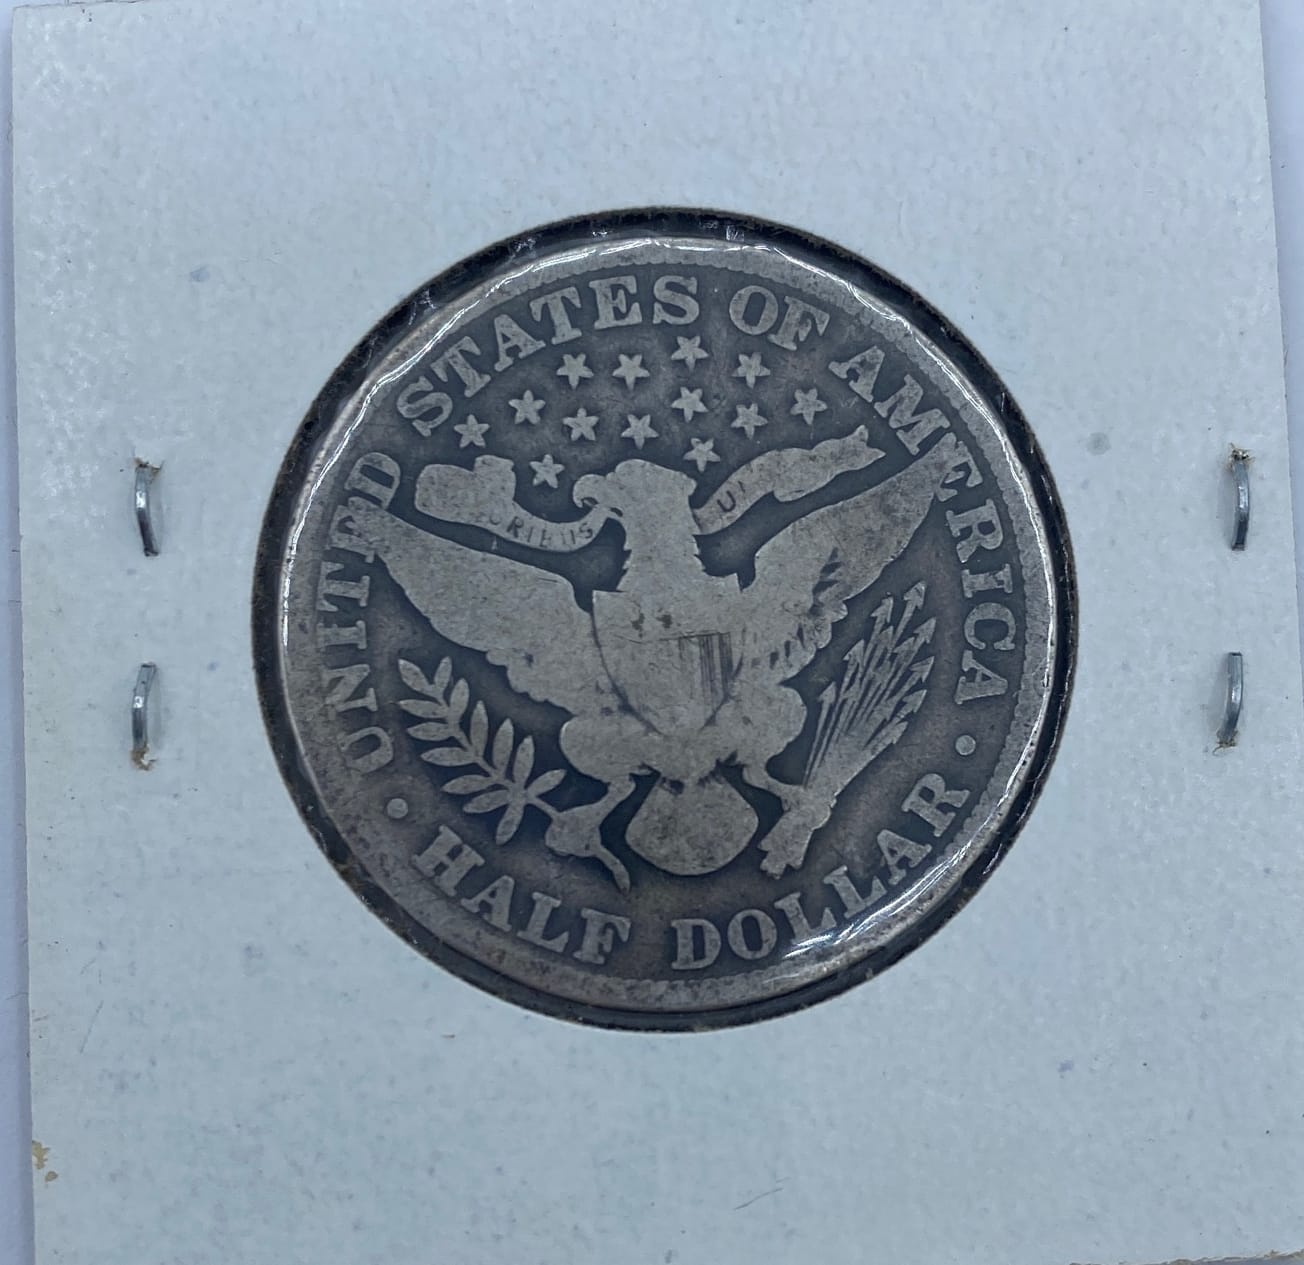 UNITED STATES OF AMERICA
HALF DOLLAR